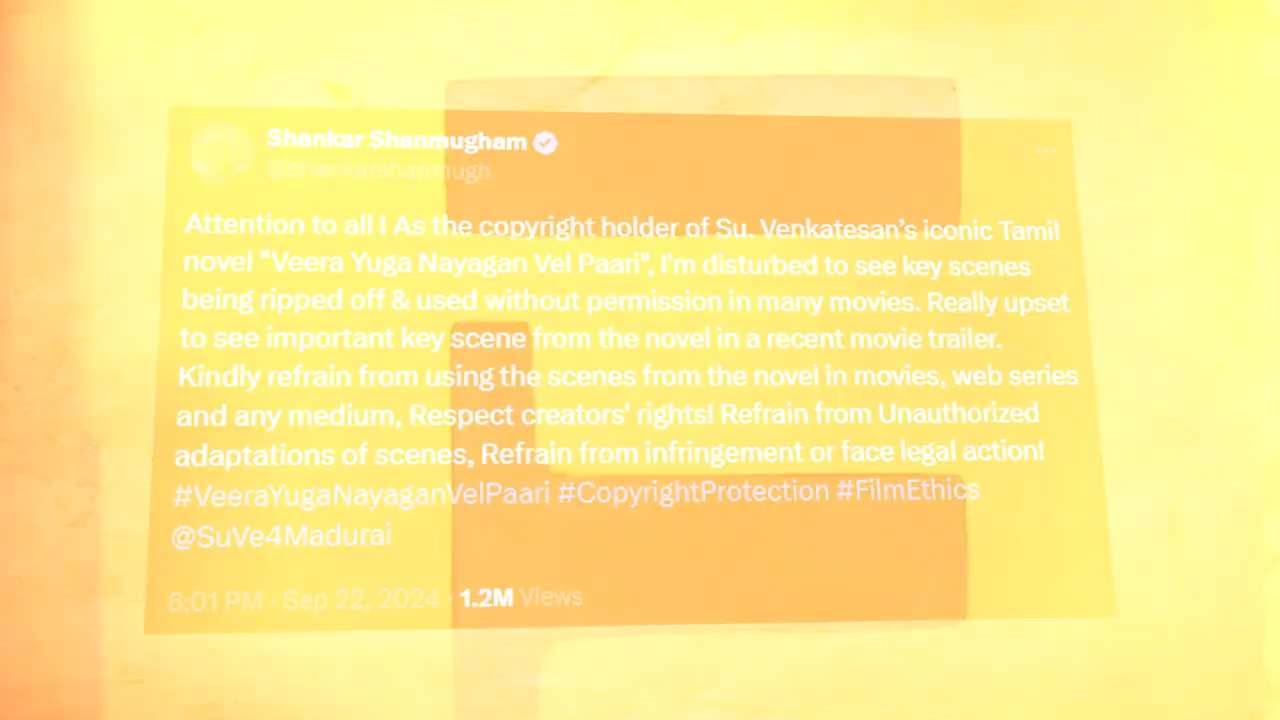 Shankar Shanmugham
@shankarshanmugh
Attention to all ! As the copyright holder of Su. Venkatesan’s iconic Tamil
novel "Veera Yuga Nayagan Vel Paari", I'm disturbed to see key scenes
being ripped off & used without permission in many movies. Really upset
to see important key scene from the novel in a recent movie trailer.
Kindly refrain from using the scenes from the novel in movies, web series
and any medium, Respect creators' rights! Refrain from Unauthorized
adaptations of scenes, Refrain from infringement or face legal action!
#VeeraYugaNayaganVelPaari #CopyrightProtection #FilmEthics
@SuVe4Madurai
6:01 PM · Sep 22, 2024 · 1.2M Views